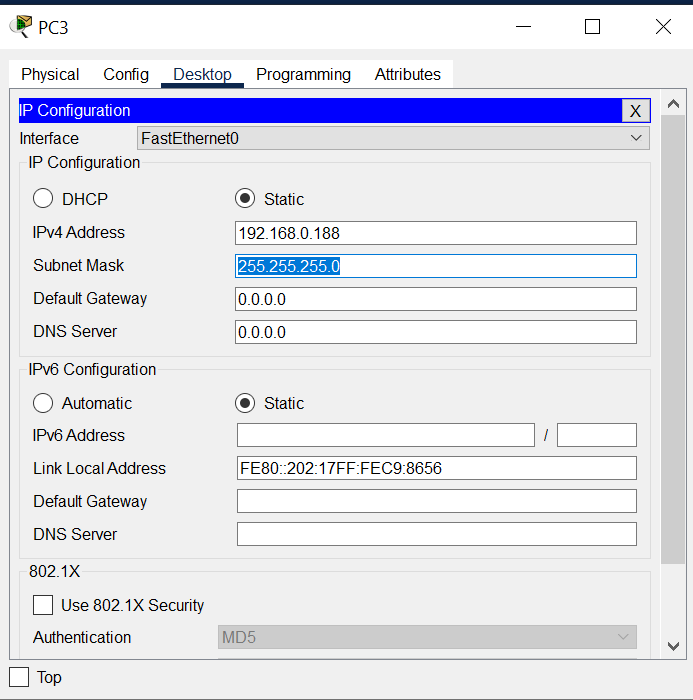 PC3
Physical Config Desktop Programming Attributes
IP Configuration X
Interface FastEthernet0
IP Configuration
DHCP Static
IPv4 Address 192.168.0.188
Subnet Mask 255.255.255.0
Default Gateway 0.0.0.0
DNS Server 0.0.0.0
IPv6 Configuration
Automatic Static
IPv6 Address /
Link Local Address FE80::202:17FF:FEC9:8656
Default Gateway
DNS Server
802.1X
Use 802.1X Security
Authentication MD5
Top